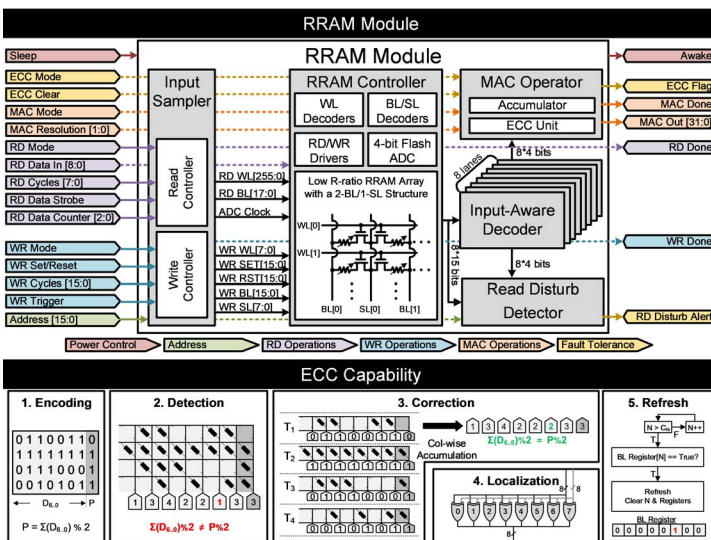 RRAM Module
RRAM Module
Sleep
ECC Mode
ECC Clear
MAC Mode
MAC Resolution [1:0]
RD Mode
RD Data In [8:0]
RD Cycles [7:0]
RD Data Strobe
RD Data Counter [2:0]
WR Mode
WR Set/Reset
WR Cycles [15:0]
WR Trigger
Address [15:0]
Input
Sampler
Read
Controller
Write
Controller
RD WL[255:0]
RD BL[17:0]
ADC Clock
WR WL[7:0]
WR SET[15:0]
WR RST[15:0]
WR BL[15:0]
WR SL[7:0]
RRAM Controller
WL
Decoders
BL/SL
Decoders
RD/WR
Drivers
4-bit Flash
ADC
Low R-ratio RRAM Array
with a 2-BL/1-SL Structure
WL[0]
WL[1]
BL[0]
SL[0]
BL[1]
MAC Operator
Accumulator
ECC Unit
8*4 bits
8 lanes
Input-Aware
Decoder
8*15 bits
8*4 bits
Read Disturb
Detector
Awake
ECC Flag
MAC Done
MAC Out [31:0]
RD Done
WR Done
RD Disturb Alert
Power Control
Address
RD Operations
WR Operations
MAC Operations
Fault Tolerance
ECC Capability
1. Encoding
0 1 1 0 0 1 1 0
0 1 0 1 1 0 0 1
0 1 1 1 0 0 0 1
0 0 1 0 1 0 1 1
D6..0
P
P = Σ(D6..0) % 2
2. Detection
1 3 4 2 2 1 3 3
Σ(D6..0)%2 ≠ P%2
3. Correction
T1
0 1 1 0 0 1 1 0
T2
T3
T4
1 3 4 2 2 2 3 3
Σ(D6..0)%2 = P%2
Col-wise
Accumulation
4. Localization
8
8
0 1 2 3 4 5 6 7
8
5. Refresh
N > CN
F
N++
T
BL Register[N] == True?
T
Refresh
Clear N & Registers
BL Register
0 0 0 0 0 1 0 0